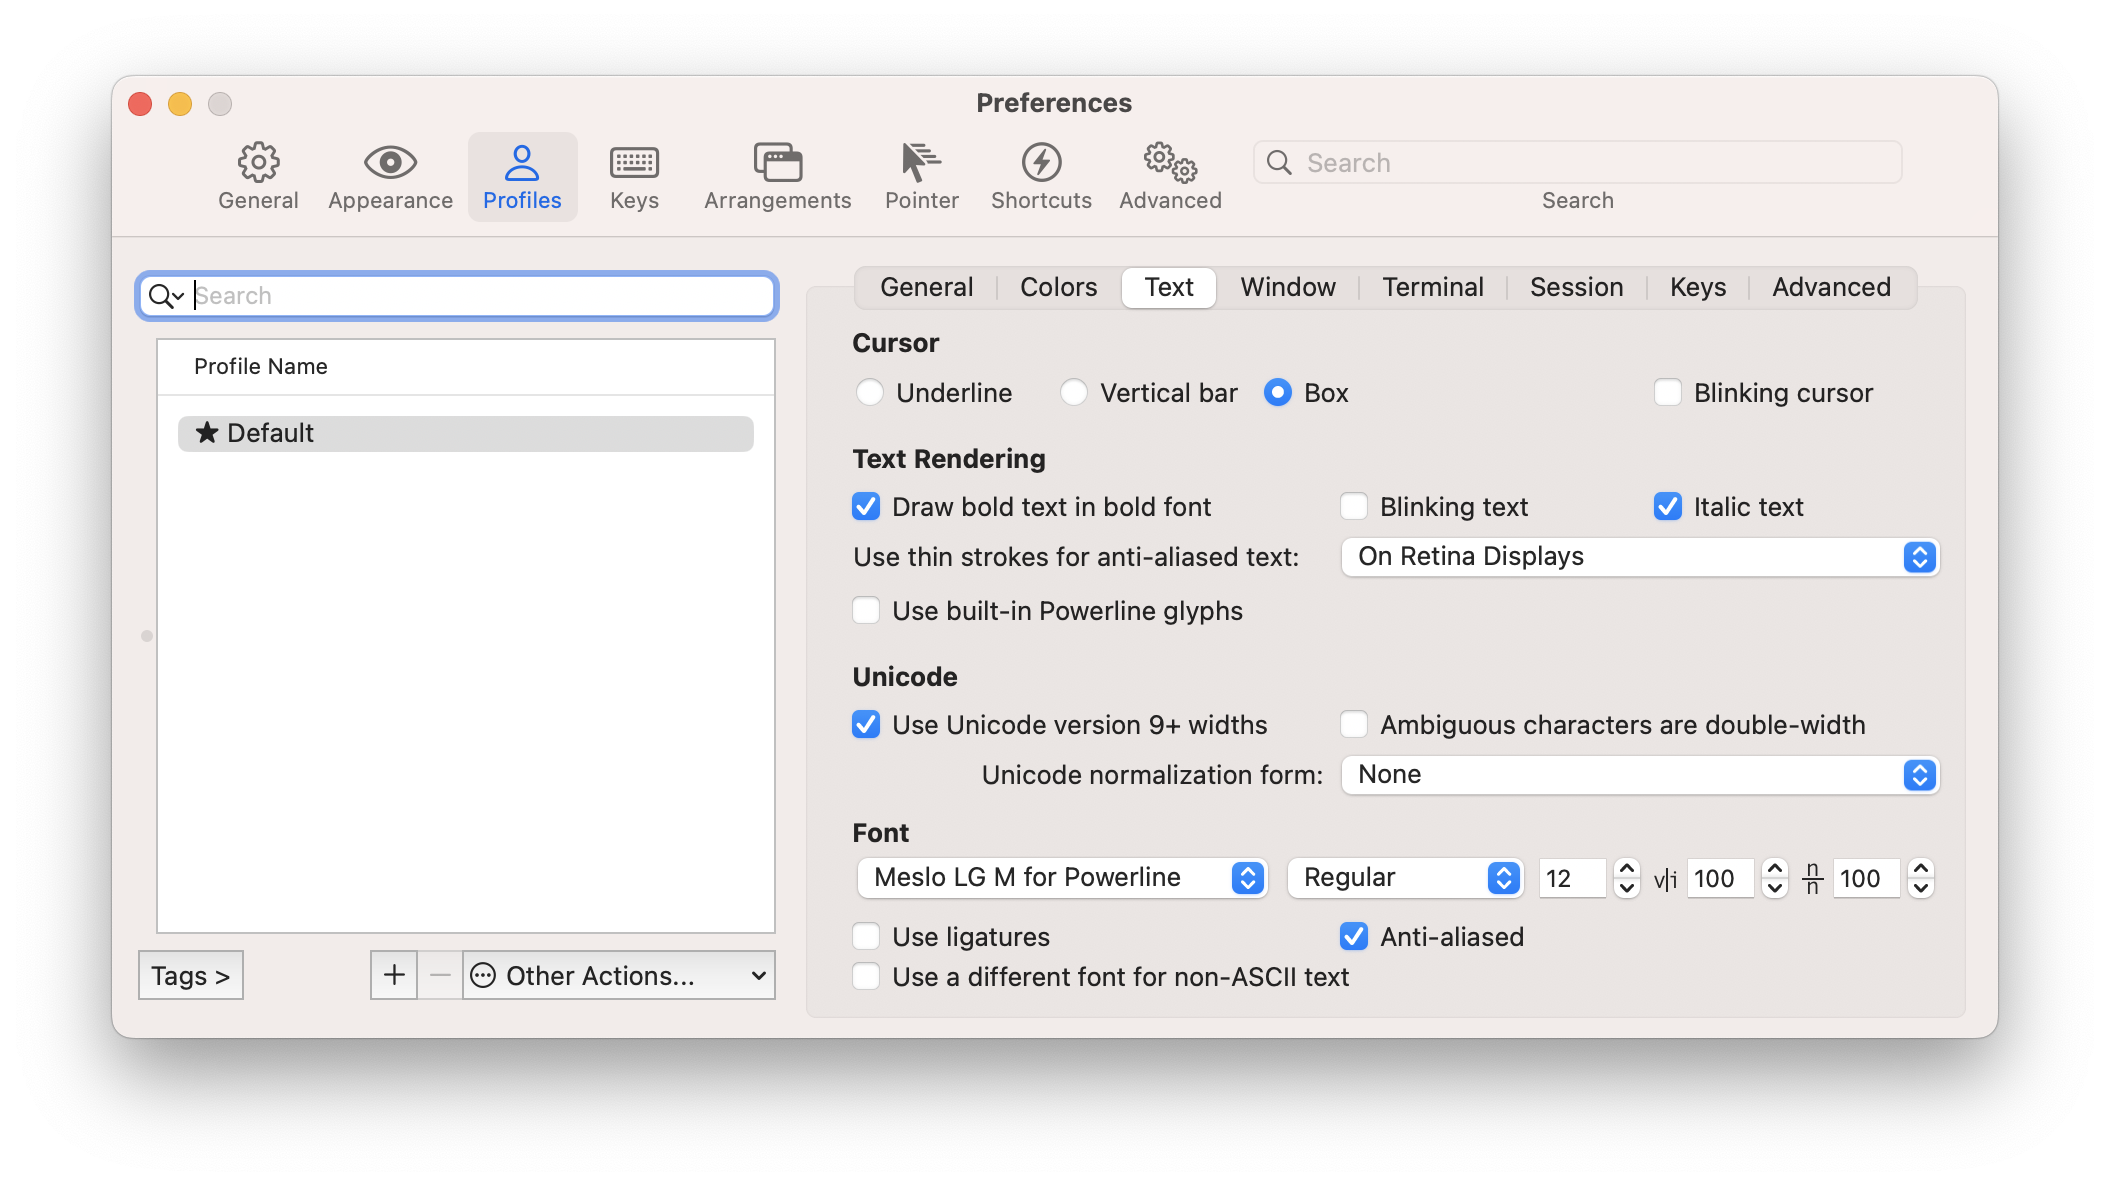 Preferences
General Appearance Profiles Keys Arrangements Pointer Shortcuts Advanced Search
Search
Search
Profile Name
Default
Tags >
Other Actions...
General Colors Text Window Terminal Session Keys Advanced
Cursor
Underline Vertical bar Box Blinking cursor
Text Rendering
Draw bold text in bold font Blinking text Italic text
Use thin strokes for anti-aliased text: On Retina Displays
Use built-in Powerline glyphs
Unicode
Use Unicode version 9+ widths Ambiguous characters are double-width
Unicode normalization form: None
Font
Meslo LG M for Powerline Regular 12 v|i 100 n/n 100
Use ligatures Anti-aliased
Use a different font for non-ASCII text